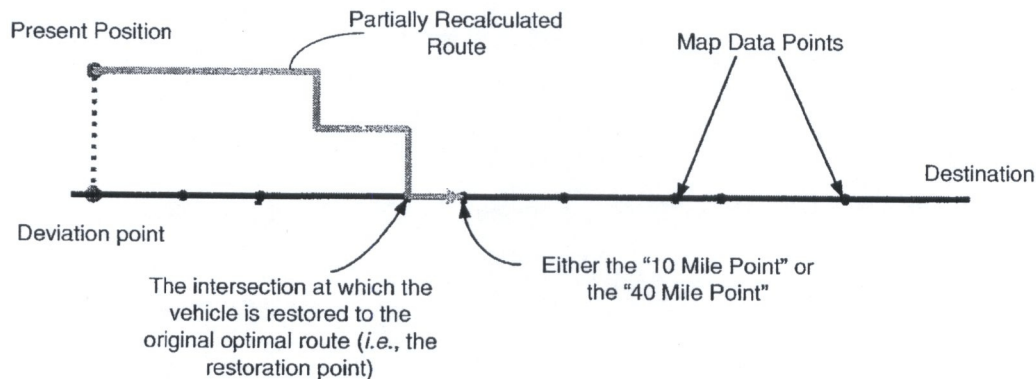 Present Position
Partially Recalculated
Route
Map Data Points
Destination
Deviation point
The intersection at which the
vehicle is restored to the
original optimal route (i.e., the
restoration point)
Either the “10 Mile Point” or
the “40 Mile Point”